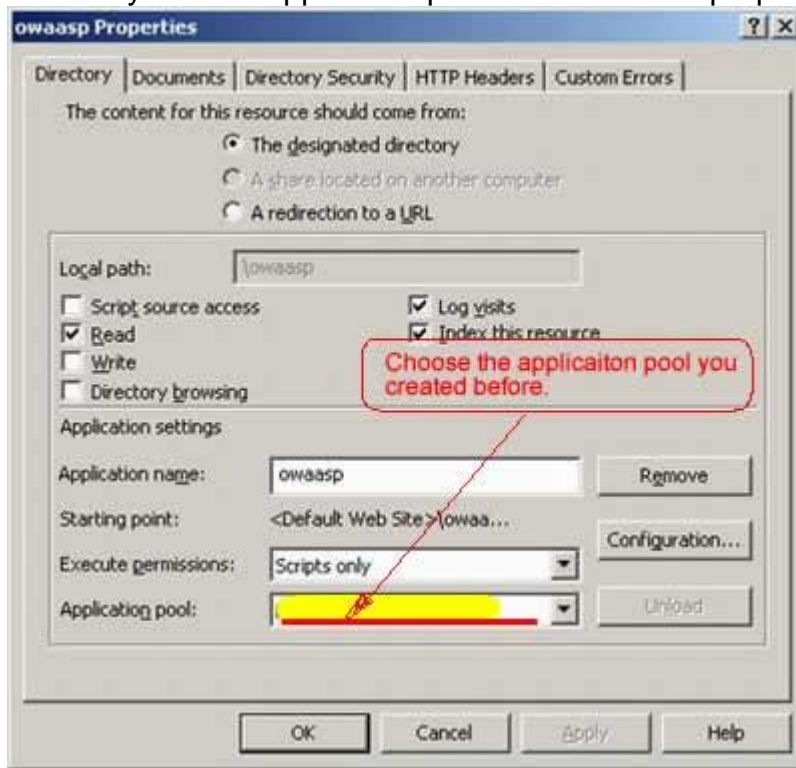 owaasp Properties
Directory Documents Directory Security HTTP Headers Custom Errors
The content for this resource should come from:
The designated directory
A share located on another computer
A redirection to a URL
Local path: \owaasp
Script source access Log visits
Read Index this resource
Write
Directory browsing
Choose the applicaiton pool you
created before.
Application settings
Application name: owaasp Remove
Starting point: <Default Web Site>\owaa...
Configuration...
Execute permissions: Scripts only
Application pool: Unload
OK Cancel Apply Help